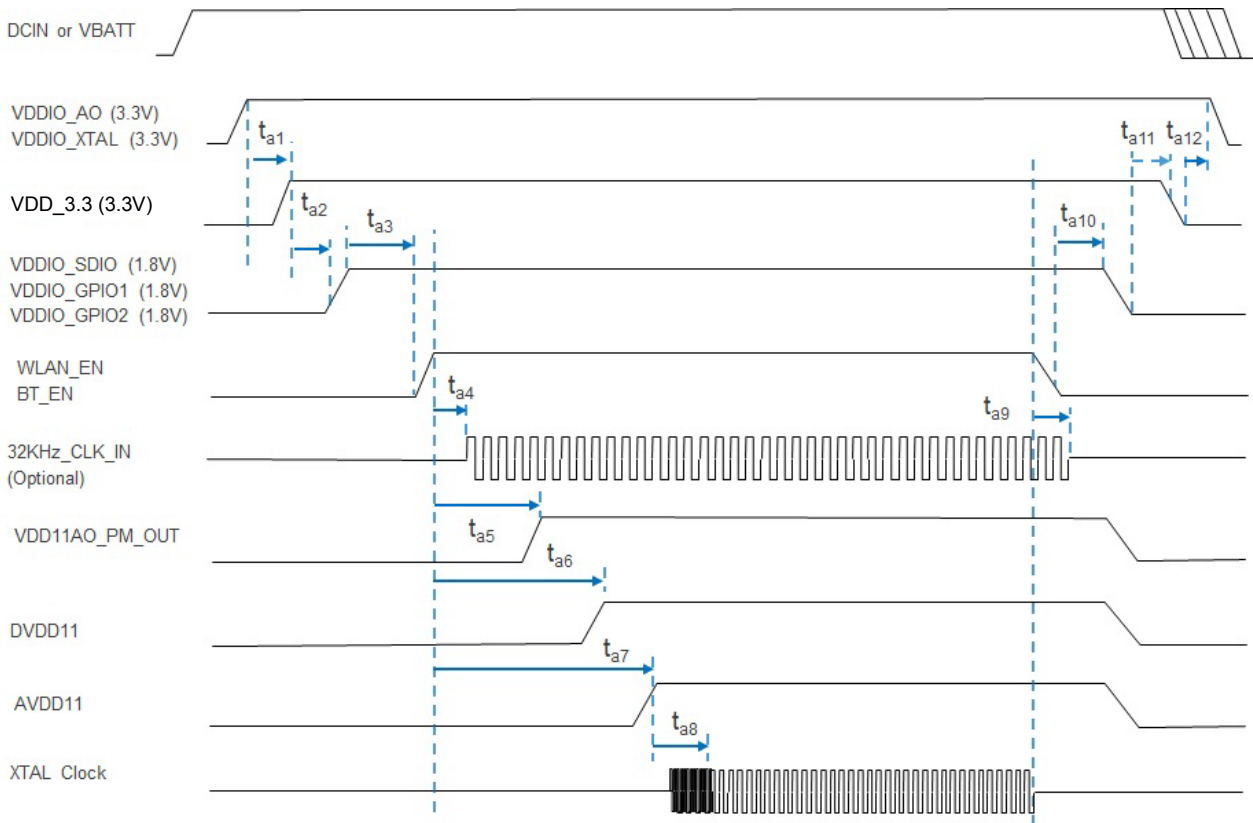 DCIN or VBATT
VDDIO_AO (3.3V)
VDDIO_XTAL (3.3V)
ta1
ta11
ta12
VDD_3.3 (3.3V)
ta2
ta3
ta10
VDDIO_SDIO (1.8V)
VDDIO_GPIO1 (1.8V)
VDDIO_GPIO2 (1.8V)
WLAN_EN
BT_EN
ta4
ta9
32KHz_CLK_IN
(Optional)
VDD11AO_PM_OUT
ta5
ta6
DVDD11
ta7
AVDD11
ta8
XTAL Clock